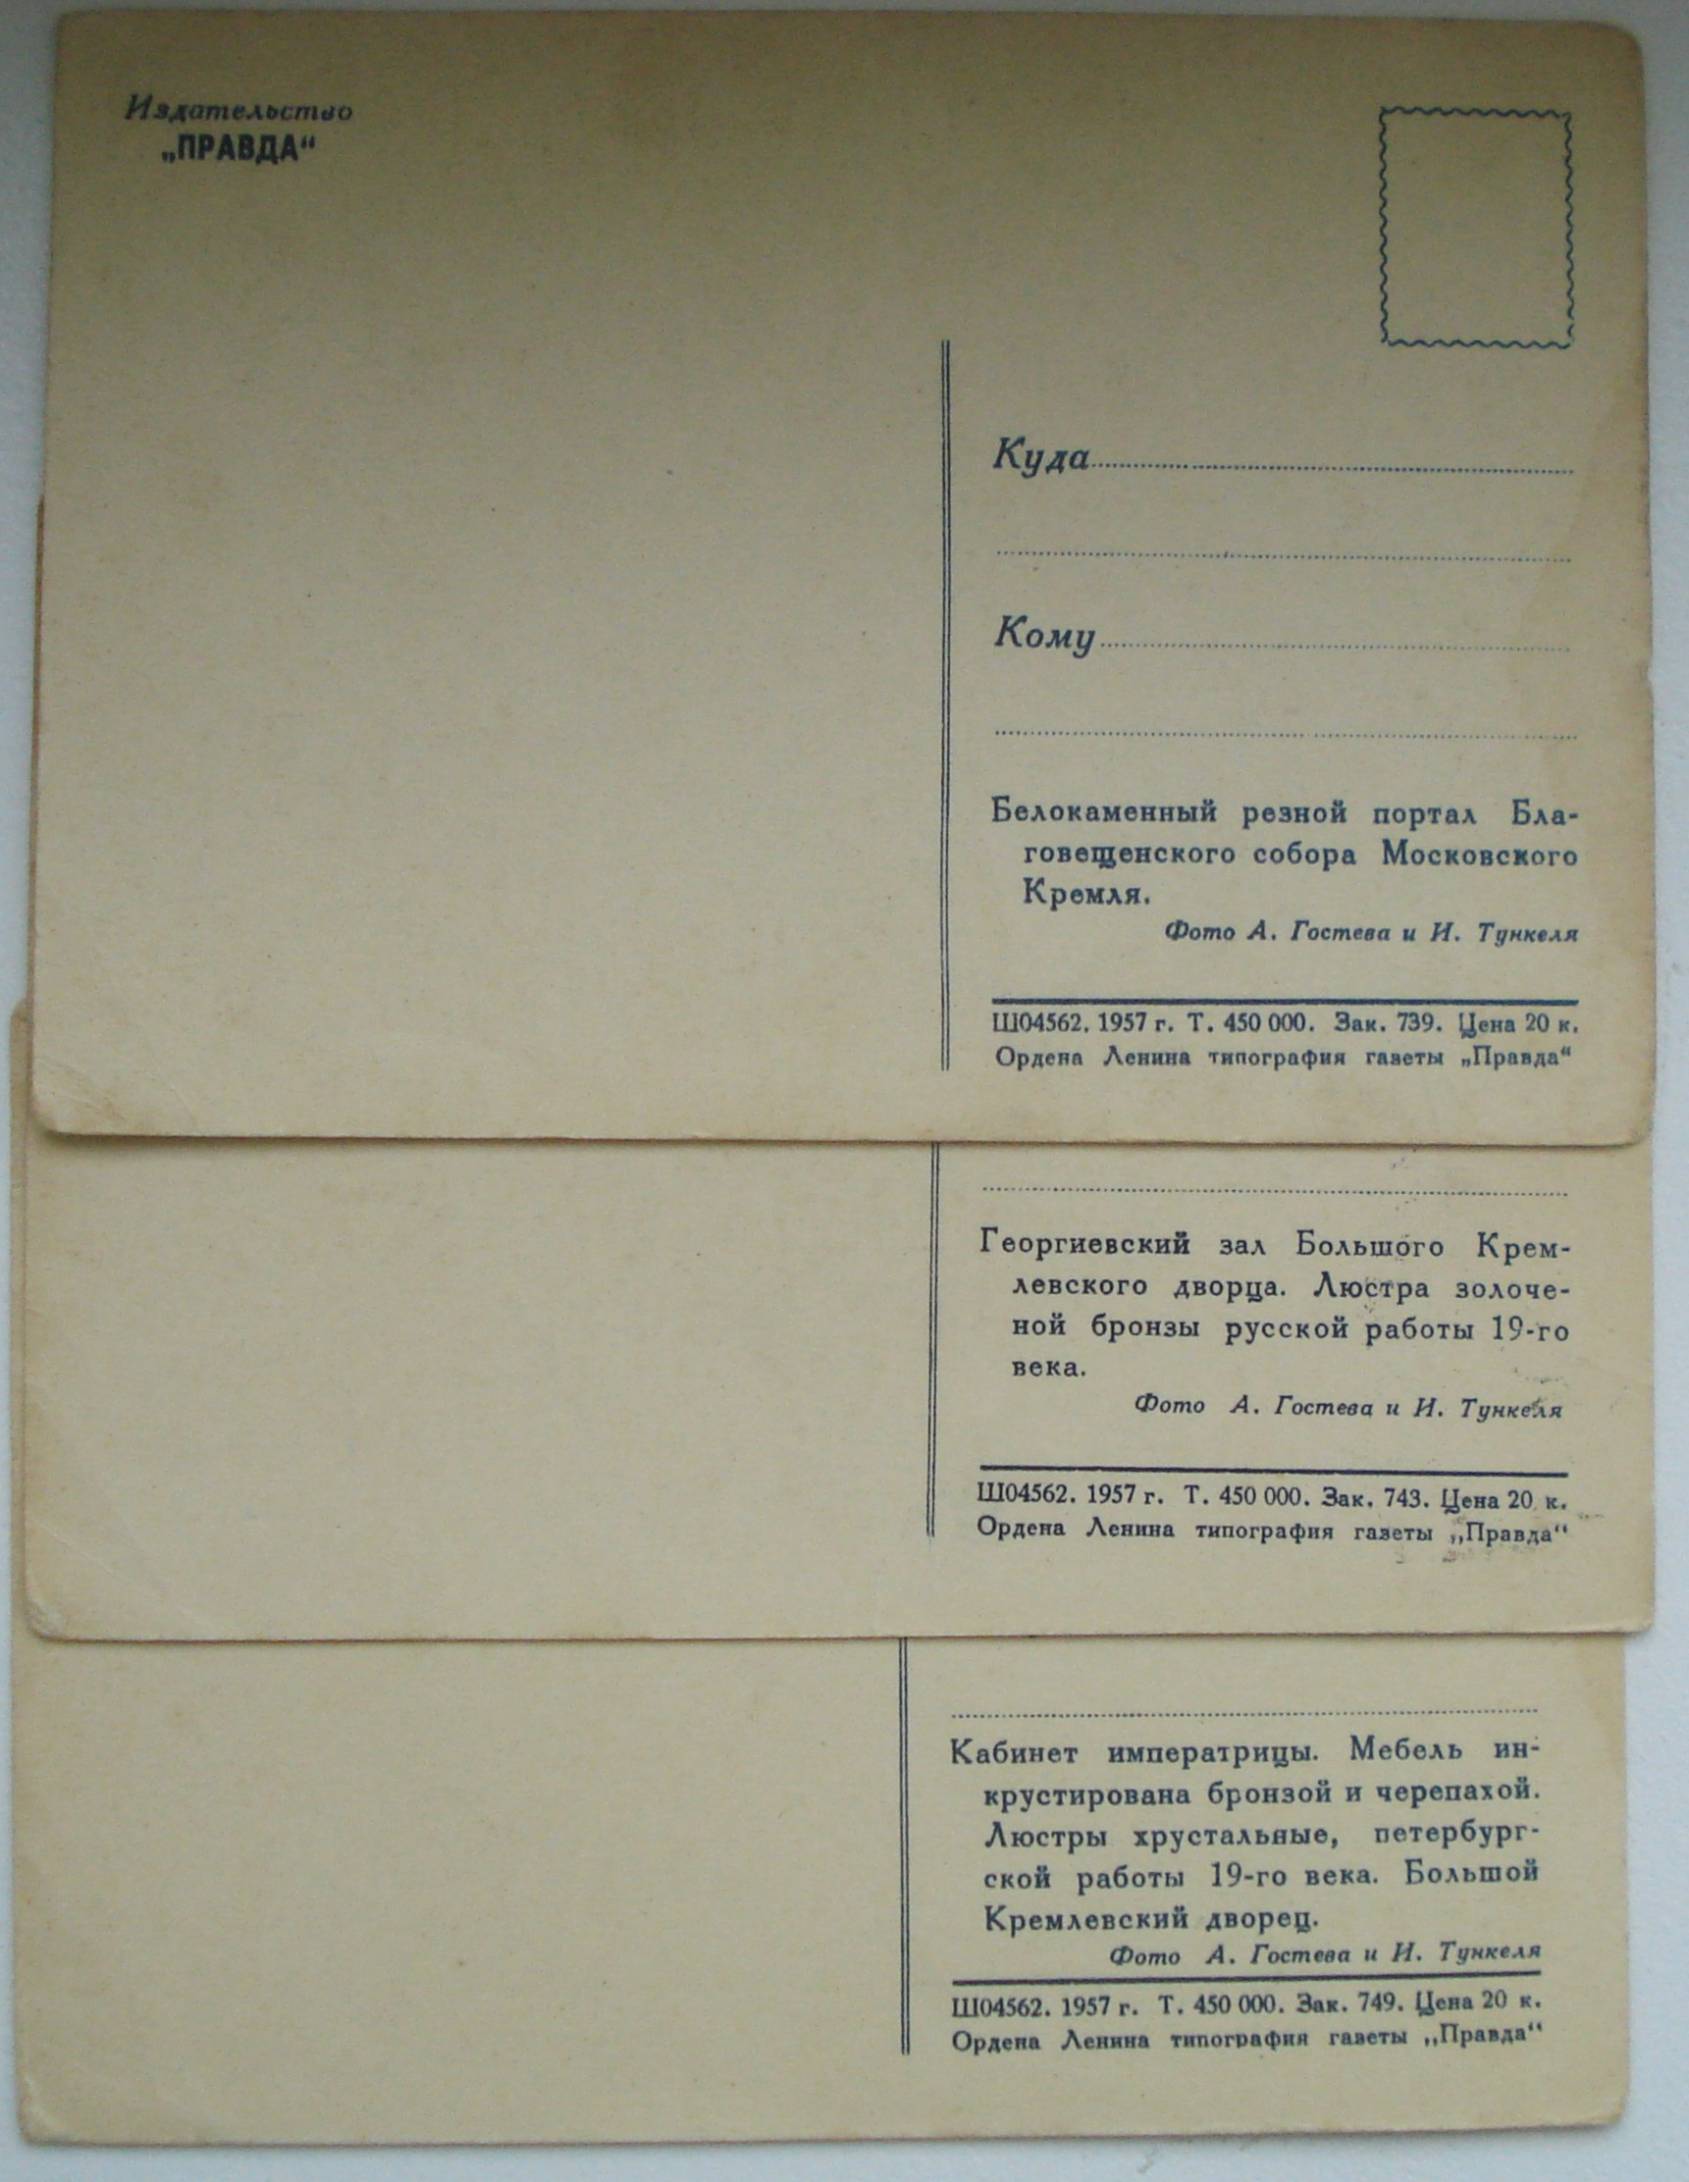 Издательство
„ПРАВДА“
Куда
Кому
Белокаменный резной портал Бла-
говещенского собора Московского
Кремля.
Фото А. Гостева и И. Тункеля
Ш04562. 1957 г. Т. 450 000. Зак. 739. Цена 20 к.
Ордена Ленина типография газеты „Правда“
Георгиевский зал Большого Крем-
левского дворца. Люстра золоче-
ной бронзы русской работы 19-го
века.
Фото А. Гостева и И. Тункеля
Ш04562. 1957 г. Т. 450 000. Зак. 743. Цена 20 к.
Ордена Ленина типография газеты „Правда“
Кабинет императрицы. Мебель ин-
крустирована бронзой и черепахой.
Люстры хрустальные, петербург-
ской работы 19-го века. Большой
Кремлевский дворец.
Фото А. Гостева и И. Тункеля
Ш04562. 1957 г. Т. 450 000. Зак. 749. Цена 20 к.
Ордена Ленина типография газеты „Правда“